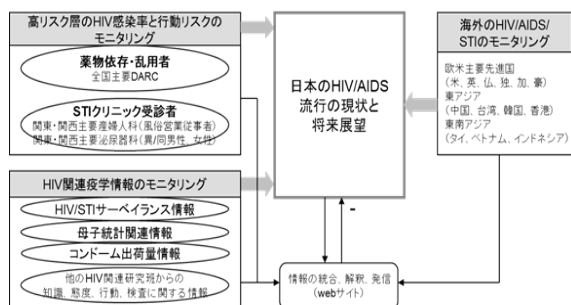 高リスク層のHIV感染率と行動リスクの
モニタリング
薬物依存・乱用者
全国主要DARC
STIクリニック受診者
関東・関西主要産婦人科(風俗営業従事者)
関東・関西主要泌尿器科(異/同男性、女性)
HIV関連疫学情報のモニタリング
HIV/STIサーベイランス情報
母子統計関連情報
コンドーム出荷量情報
他のHIV関連研究班からの
知識、態度、行動、検査に関する情報
日本のHIV/AIDS
流行の現状と
将来展望
海外のHIV/AIDS/
STIのモニタリング
欧米主要先進国
(米、英、仏、独、加、豪)
東アジア
(中国、台湾、韓国、香港)
東南アジア
(タイ、ベトナム、インドネシア)
情報の統合、解釈、発信
(webサイト)